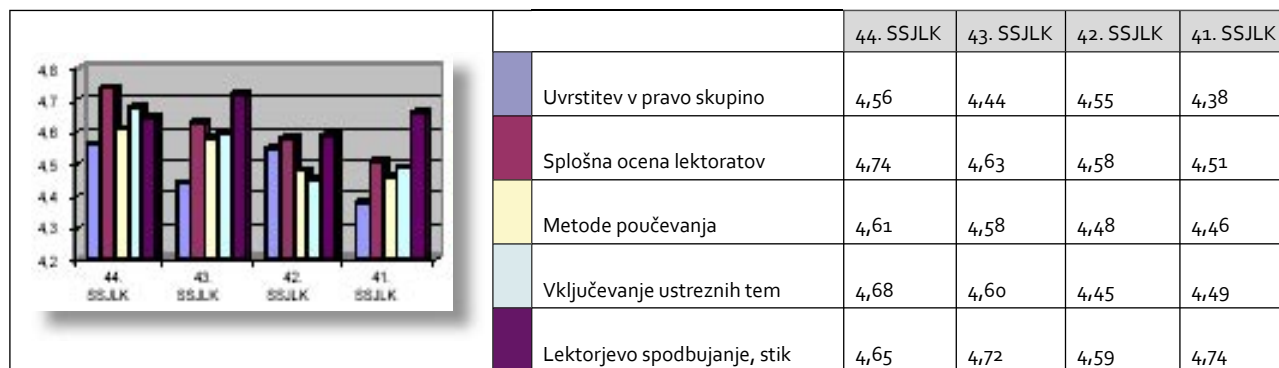 4,8
4,7
4,6
4,5
4,4
4,3
4,2
44. SSJLK
43. SSJLK
42. SSJLK
41. SSJLK
44. SSJLK 43. SSJLK 42. SSJLK 41. SSJLK
Uvrstitev v pravo skupino 4,56 4,44 4,55 4,38
Splošna ocena lektoratov 4,74 4,63 4,58 4,51
Metode poučevanja 4,61 4,58 4,48 4,46
Vključevanje ustreznih tem 4,68 4,60 4,45 4,49
Lektorjevo spodbujanje, stik 4,65 4,72 4,59 4,74